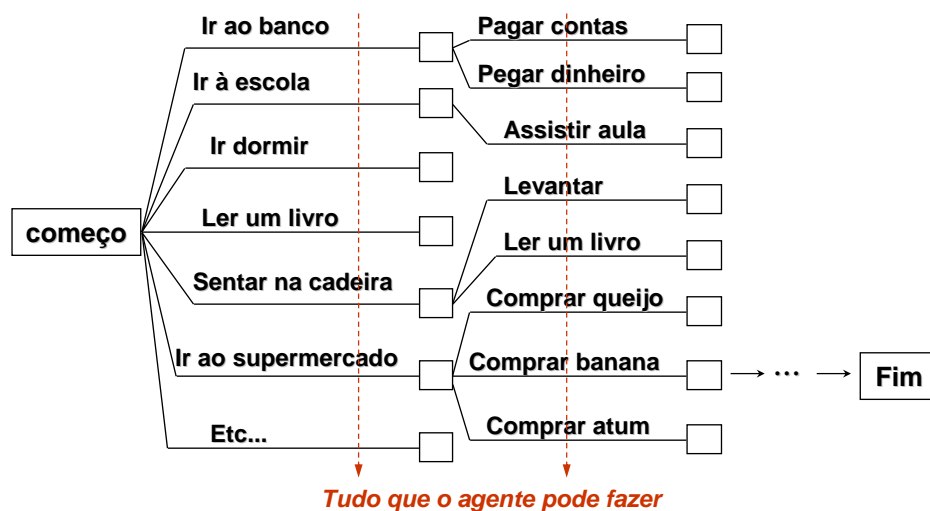 Ir ao banco
Pagar contas
Pegar dinheiro
Ir à escola
Assistir aula
Ir dormir
Levantar
Ler um livro
Ler um livro
começo
Sentar na cadeira
Comprar queijo
Ir ao supermercado
Comprar banana
...
Fim
Etc...
Comprar atum
Tudo que o agente pode fazer